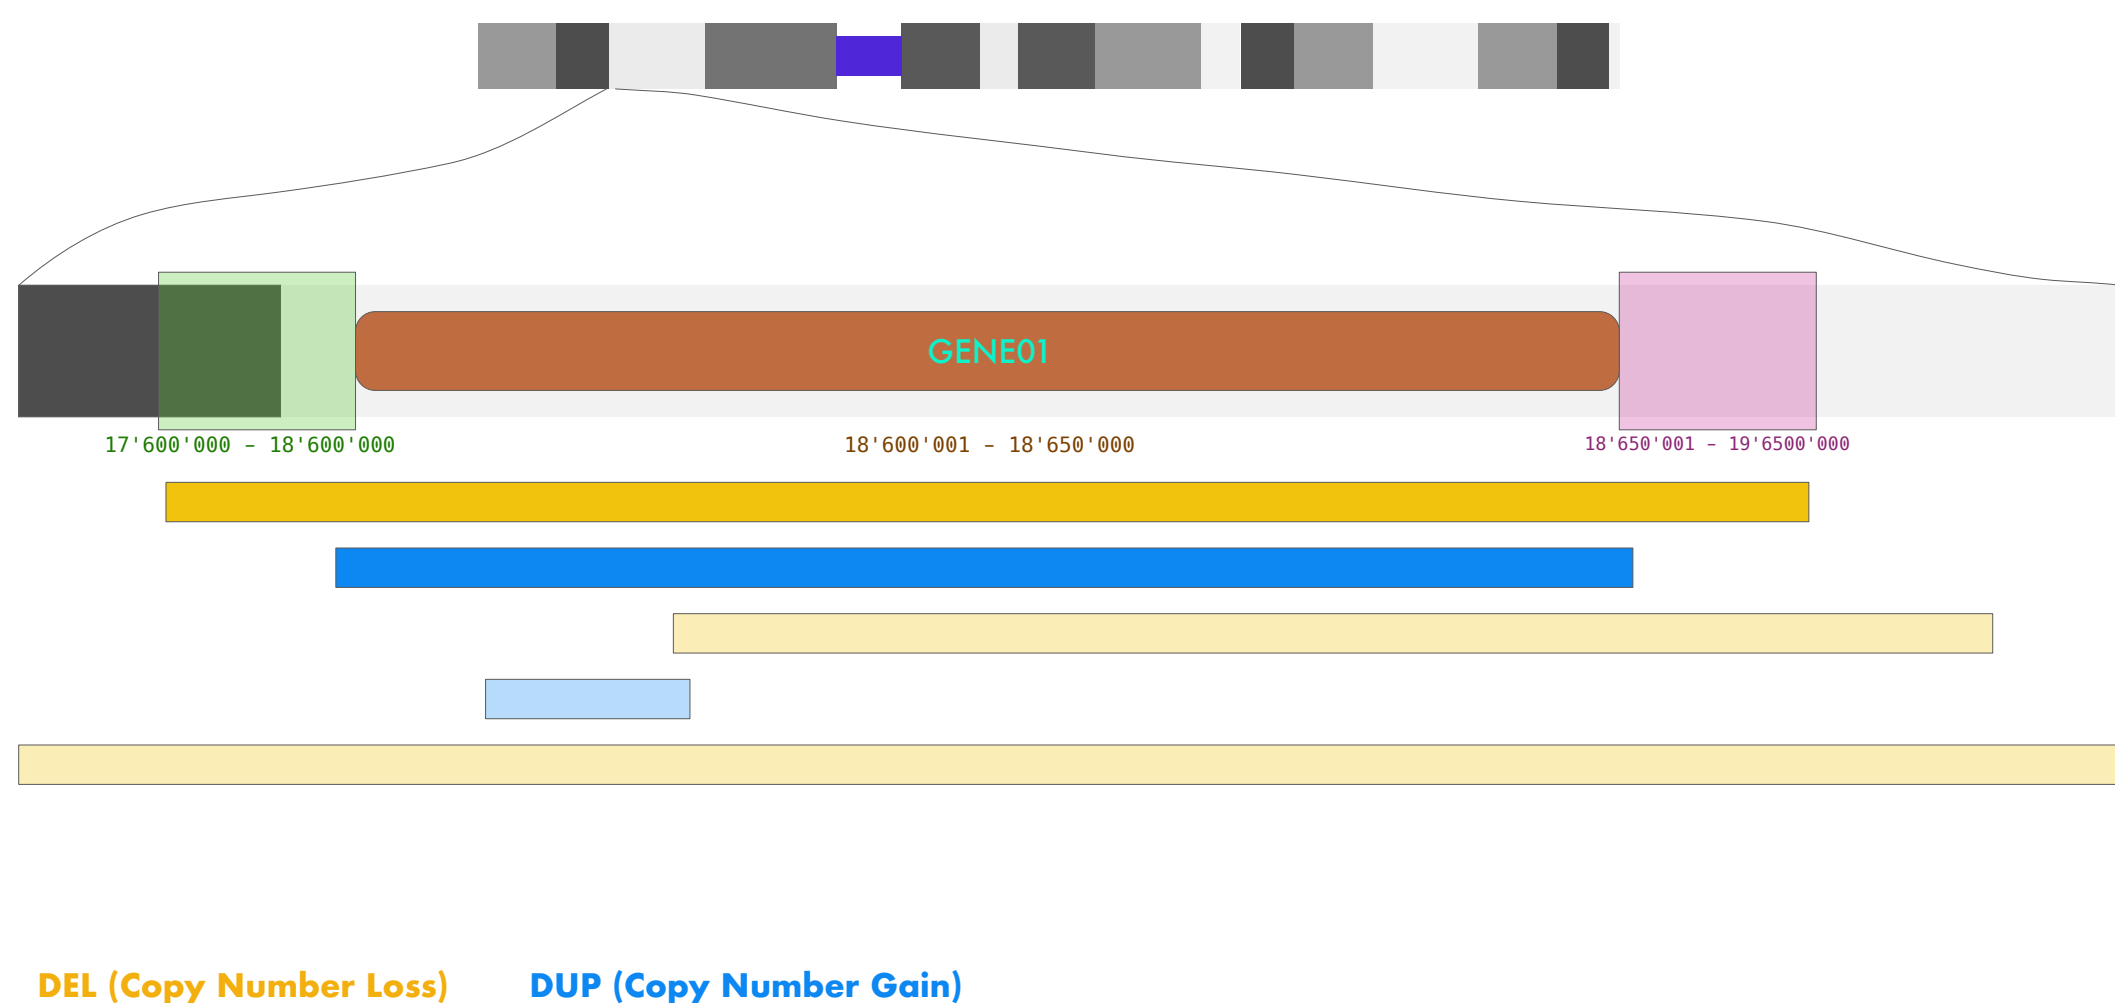 GENE01
17'600'000 - 18'600'000
18'600'001 - 18'650'000
18'650'001 - 19'6500'000
DEL (Copy Number Loss)
DUP (Copy Number Gain)